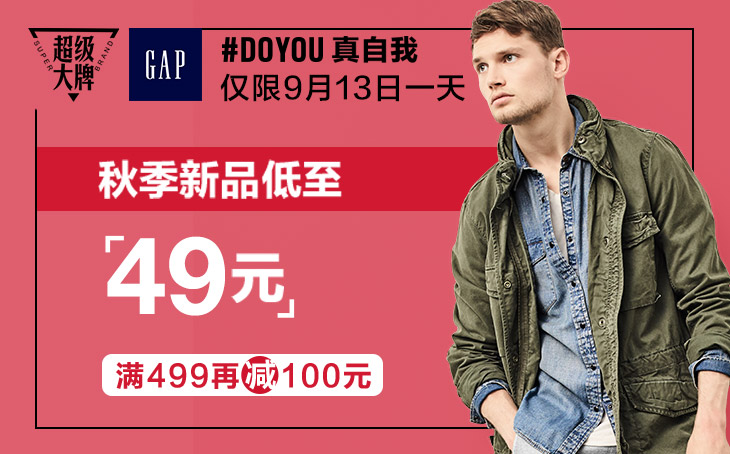 超级
大牌
SUPER BRAND
GAP
#DOYOU 真自我
仅限9月13日一天
秋季新品低至
「49元」
满499再减100元